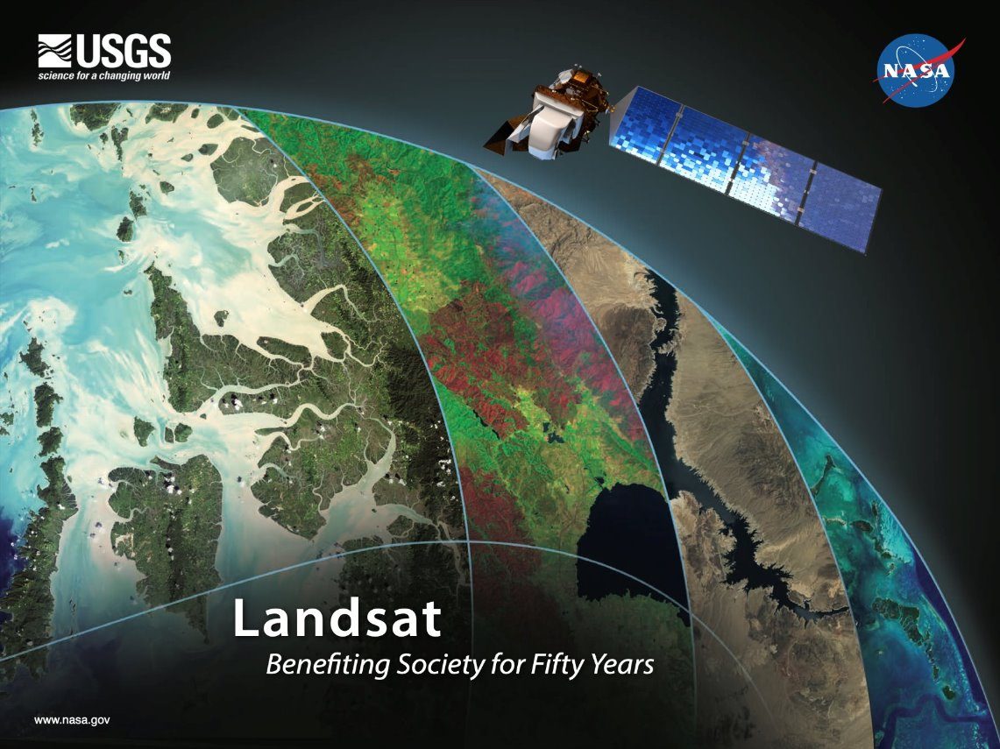 USGS
science for a changing world
NASA
Landsat
Benefiting Society for Fifty Years
www.nasa.gov